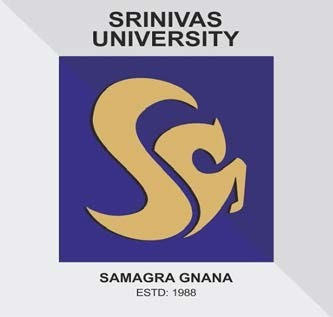 SRINIVAS
UNIVERSITY
SAMAGRA GNANA
ESTD: 1988